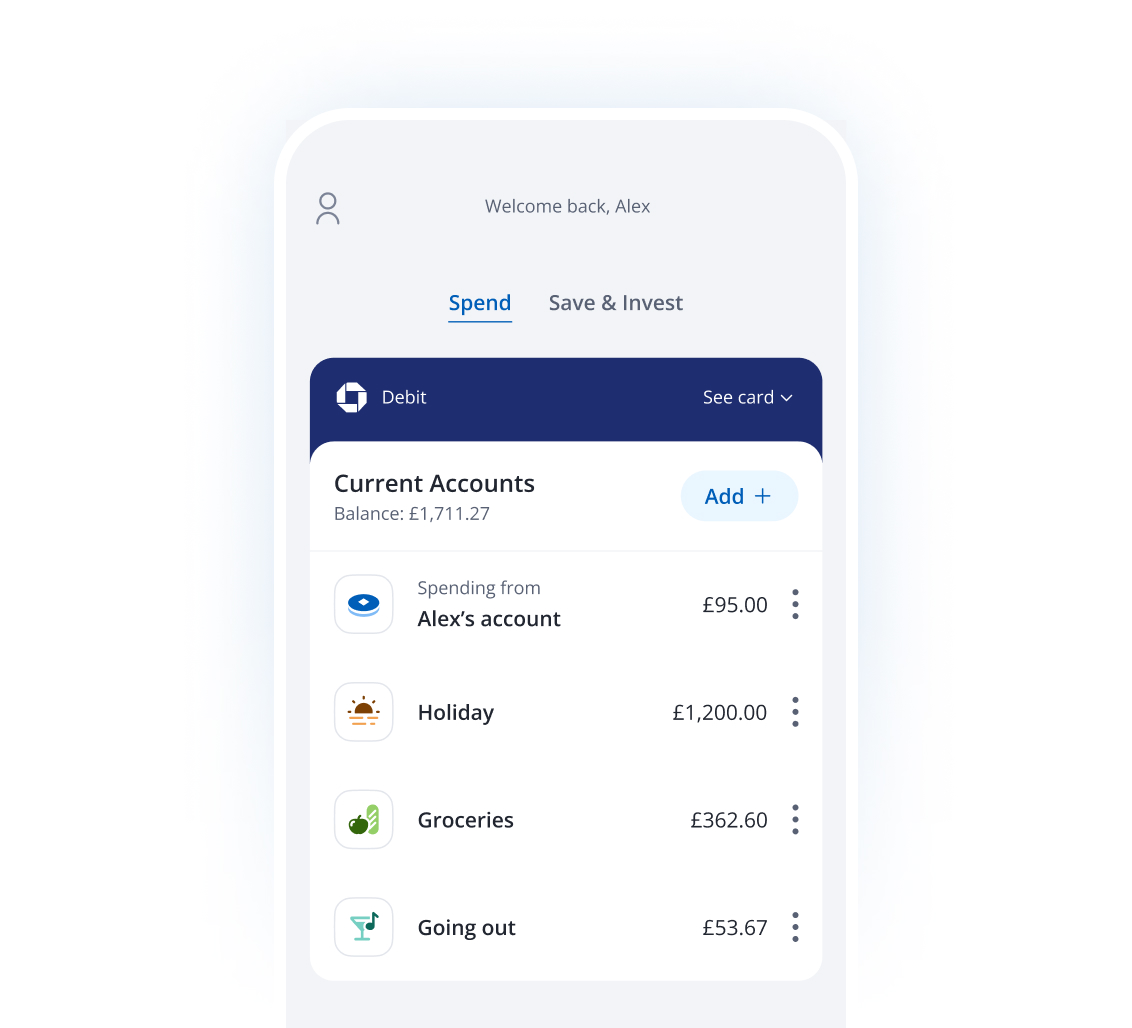 Welcome back, Alex
Spend Save & Invest
Debit See card
Current Accounts
Balance: £1,711.27
Add +
Spending from
Alex’s account
£95.00
Holiday £1,200.00
Groceries £362.60
Going out £53.67